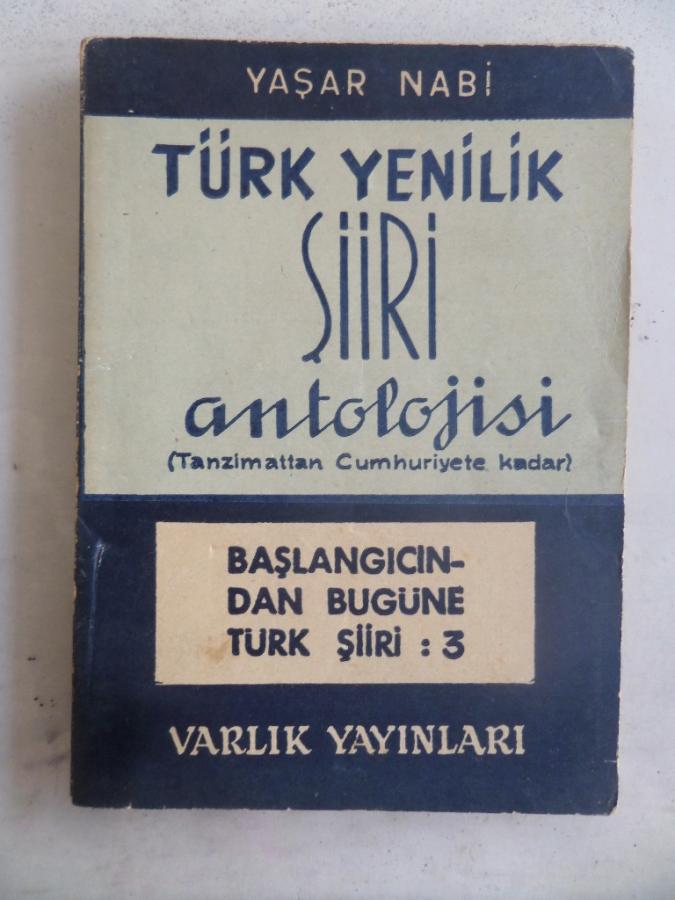 YAŞAR NABİ
TÜRK YENİLİK
ŞİİRİ
antolojisi
(Tanzimattan Cumhuriyete kadar)
BAŞLANGICIN-
DAN BUGÜNE
TÜRK ŞİİRİ : 3
VARLIK YAYINLARI